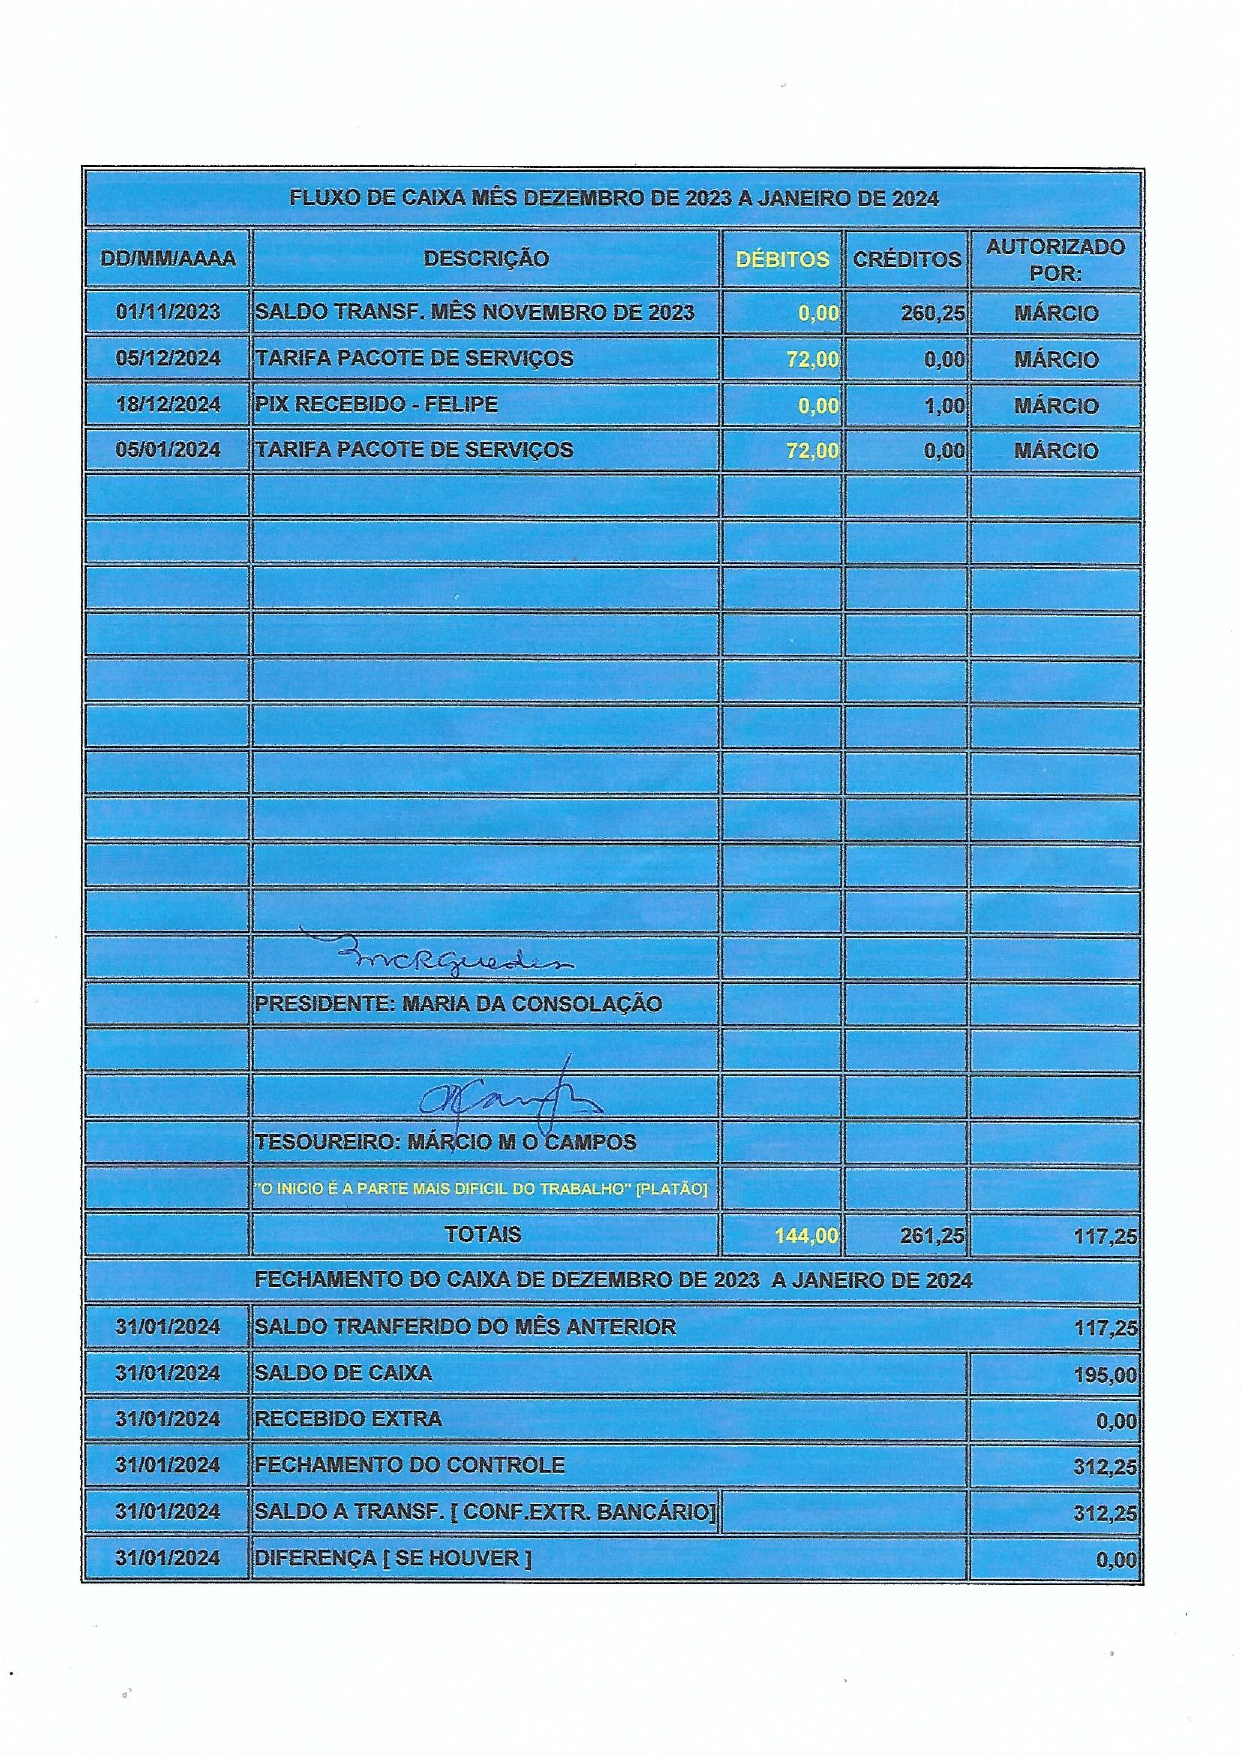 FLUXO DE CAIXA MÊS DEZEMBRO DE 2023 A JANEIRO DE 2024
DD/MM/AAAA DESCRIÇÃO DÉBITOS CRÉDITOS AUTORIZADO POR:
01/11/2023 SALDO TRANSF. MÊS NOVEMBRO DE 2023 0,00 260,25 MÁRCIO
05/12/2024 TARIFA PACOTE DE SERVIÇOS 72,00 0,00 MÁRCIO
18/12/2024 PIX RECEBIDO - FELIPE 0,00 1,00 MÁRCIO
05/01/2024 TARIFA PACOTE DE SERVIÇOS 72,00 0,00 MÁRCIO
PRESIDENTE: MARIA DA CONSOLAÇÃO
TESOUREIRO: MÁRCIO M O CAMPOS
"O INICIO É A PARTE MAIS DIFICIL DO TRABALHO" [PLATÃO]
TOTAIS 144,00 261,25 117,25
FECHAMENTO DO CAIXA DE DEZEMBRO DE 2023 A JANEIRO DE 2024
31/01/2024 SALDO TRANFERIDO DO MÊS ANTERIOR 117,25
31/01/2024 SALDO DE CAIXA 195,00
31/01/2024 RECEBIDO EXTRA 0,00
31/01/2024 FECHAMENTO DO CONTROLE 312,25
31/01/2024 SALDO A TRANSF. [ CONF.EXTR. BANCÁRIO] 312,25
31/01/2024 DIFERENÇA [ SE HOUVER ] 0,00